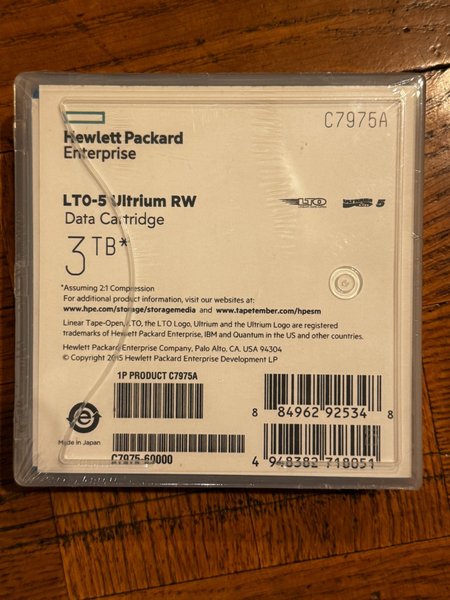 C7975A
Hewlett Packard
Enterprise
LTO-5 Ultrium RW
Data Cartridge
LTO
5
3 TB*
*Assuming 2:1 Compression
For additional product information, visit our websites at:
www.hpe.com/storage/storagemedia and www.tapetember.com/hpesm
Linear Tape-Open, LTO, the LTO Logo, Ultrium and the Ultrium Logo are registered
trademarks of Hewlett Packard Enterprise, IBM and Quantum in the US and other countries.
Hewlett Packard Enterprise Company, Palo Alto, CA. USA 94304
© Copyright 2015 Hewlett Packard Enterprise Development LP
1P PRODUCT C7975A
8 84962 92534 8
e
Made in Japan
C7975-60000
4 948382 718051